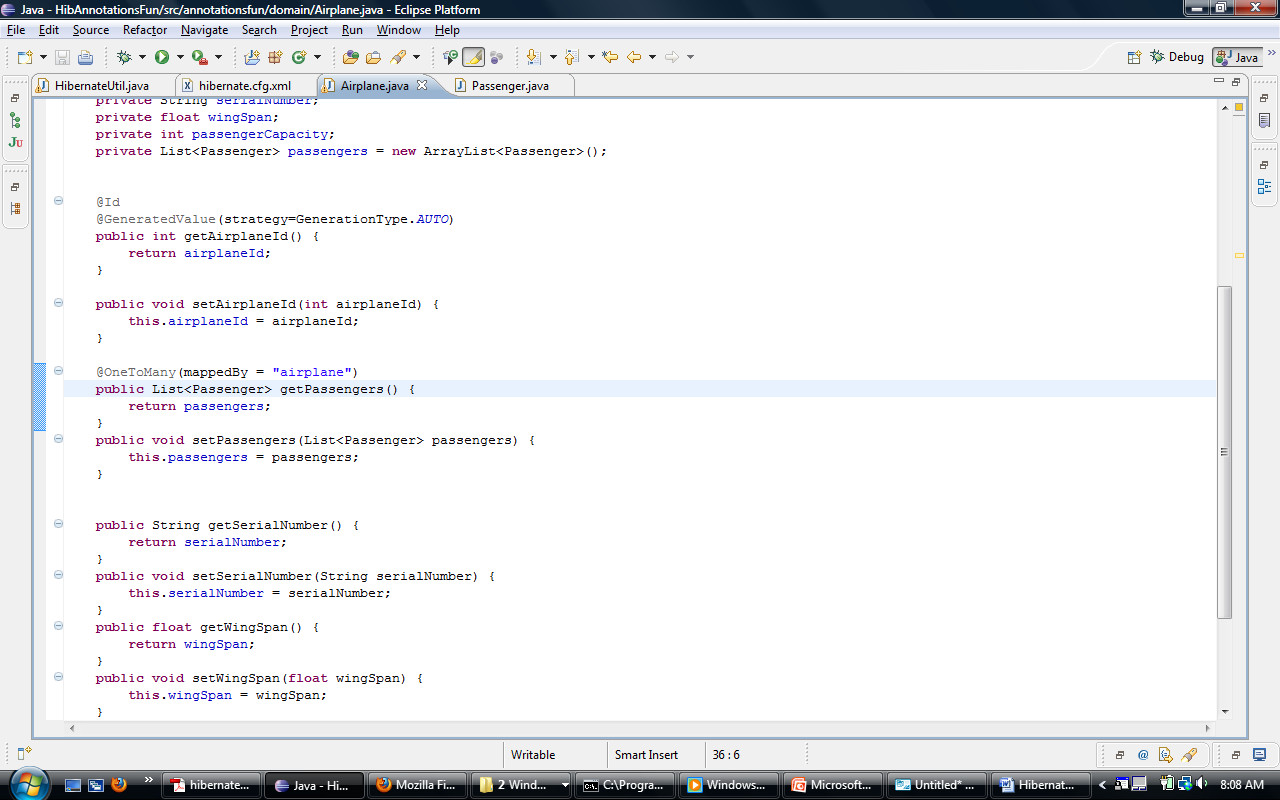 Java - HibAnnotationsFun/src/annotationsfun/domain/Airplane.java - Eclipse Platform
File Edit Source Refactor Navigate Search Project Run Window Help
Debug Java
HibernateUtil.java hibernate.cfg.xml Airplane.java Passenger.java
private String serialNumber;
private float wingSpan;
private int passengerCapacity;
private List<Passenger> passengers = new ArrayList<Passenger>();
@Id
@GeneratedValue(strategy=GenerationType.AUTO)
public int getAirplaneId() {
return airplaneId;
}
public void setAirplaneId(int airplaneId) {
this.airplaneId = airplaneId;
}
@OneToMany(mappedBy = "airplane")
public List<Passenger> getPassengers() {
return passengers;
}
public void setPassengers(List<Passenger> passengers) {
this.passengers = passengers;
}
public String getSerialNumber() {
return serialNumber;
}
public void setSerialNumber(String serialNumber) {
this.serialNumber = serialNumber;
}
public float getWingSpan() {
return wingSpan;
}
public void setWingSpan(float wingSpan) {
this.wingSpan = wingSpan;
}
Writable Smart Insert 36 : 6
hibernate... Java - Hi... Mozilla Fi... 2 Wind... C:\Progra... Windows... Microsoft... Untitled* ... Hibernat... 8:08 AM